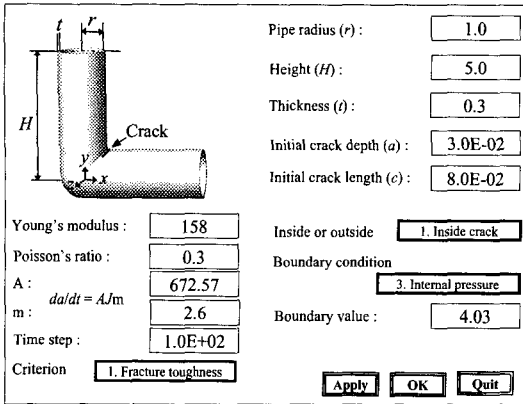 t
r
H
Crack
y
x
z
Pipe radius (r) : 1.0
Height (H) : 5.0
Thickness (t) : 0.3
Initial crack depth (a) : 3.0E-02
Initial crack length (c) : 8.0E-02
Young's modulus : 158
Poisson`s ratio : 0.3
A : 672.57
da/dt = AJm
m : 2.6
Time step : 1.0E+02
Criterion 1. Fracture toughness
Inside or outside 1. Inside crack
Boundary condition
3. Internal pressure
Boundary value : 4.03
Apply OK Quit